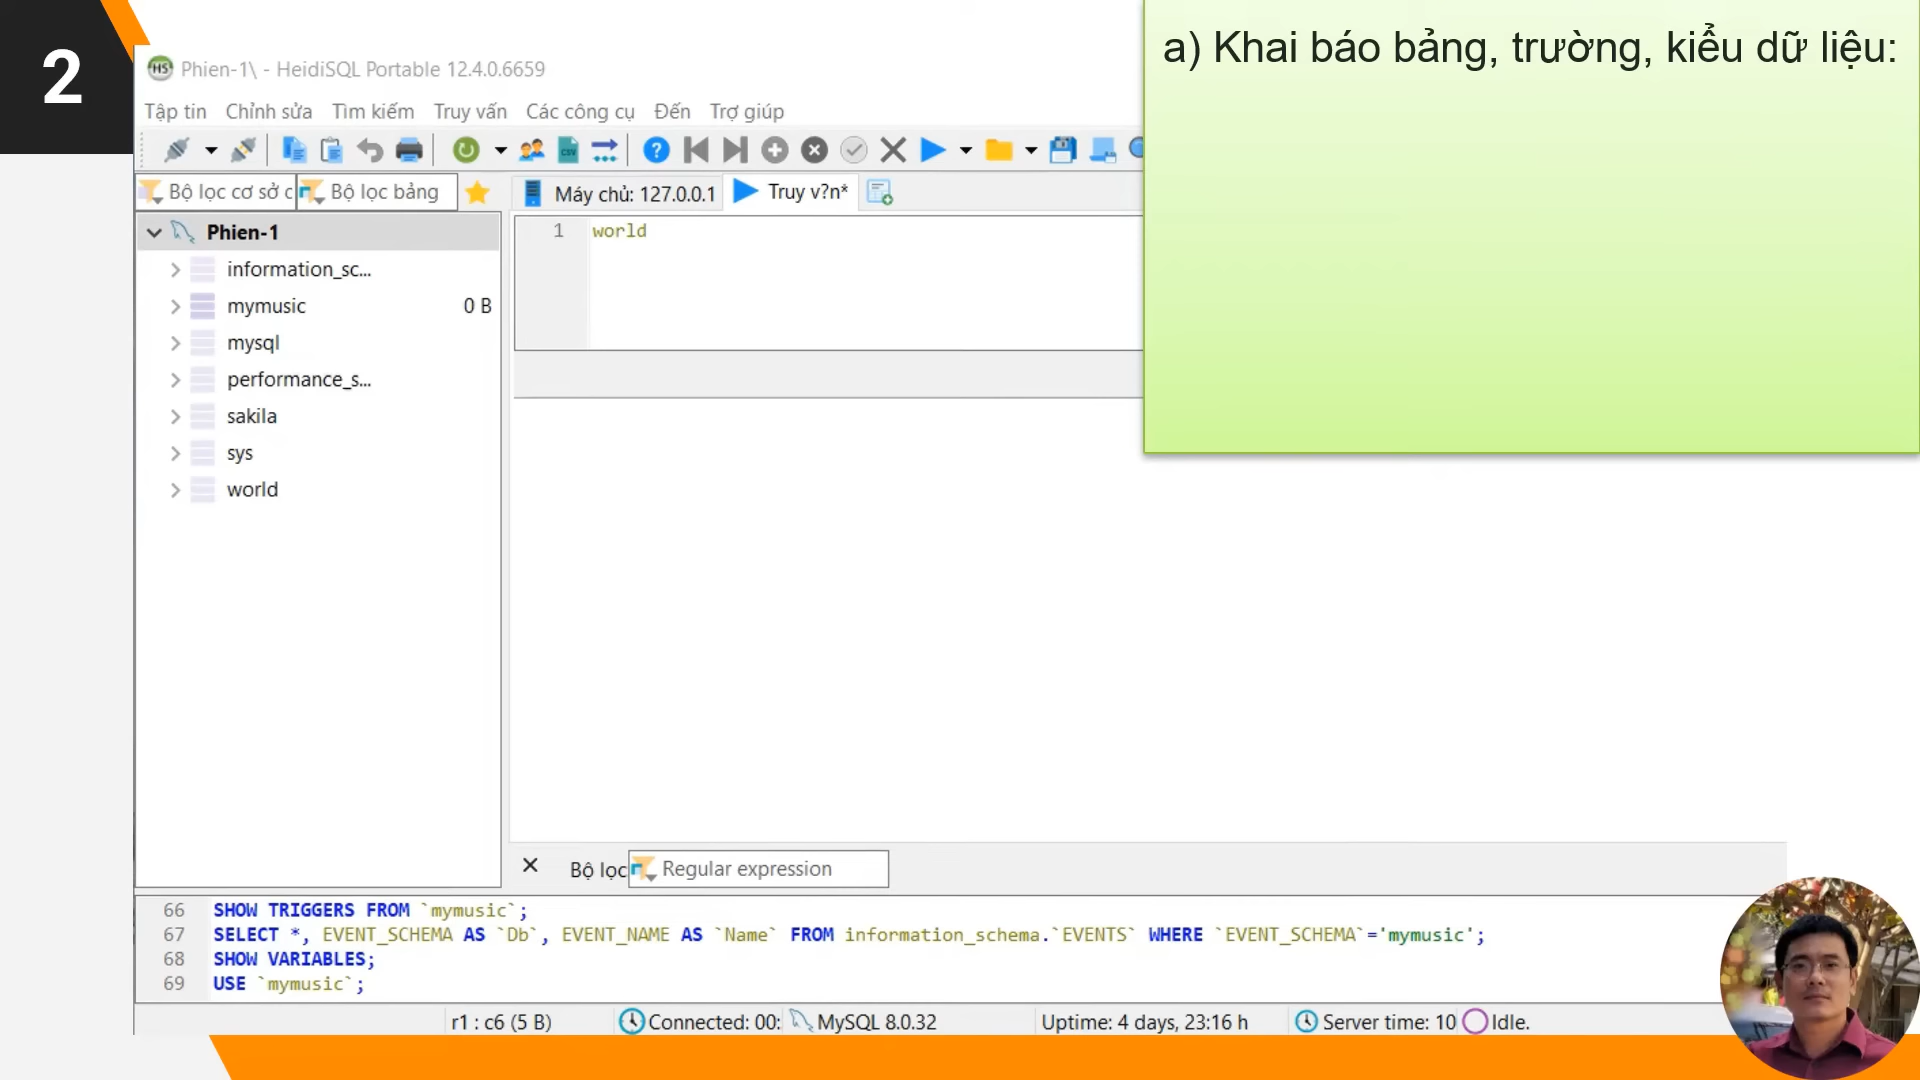 2
a) Khai báo bảng, trường, kiểu dữ liệu:
HS Phien-1\ - HeidiSQL Portable 12.4.0.6659
Tập tin Chỉnh sửa Tìm kiếm Truy vấn Các công cụ Đến Trợ giúp
CSV ?
Bộ lọc cơ sở c Bộ lọc bảng Máy chủ: 127.0.0.1 Truy v?n*
Phien-1
information_sc...
mymusic 0 B
mysql
performance_s...
sakila
sys
world
1 world
Bộ lọc Regular expression
66 SHOW TRIGGERS FROM `mymusic`;
67 SELECT *, EVENT_SCHEMA AS `Db`, EVENT_NAME AS `Name` FROM information_schema.`EVENTS` WHERE `EVENT_SCHEMA`='mymusic';
68 SHOW VARIABLES;
69 USE `mymusic`;
r1 : c6 (5 B) Connected: 00: MySQL 8.0.32 Uptime: 4 days, 23:16 h Server time: 10 Idle.